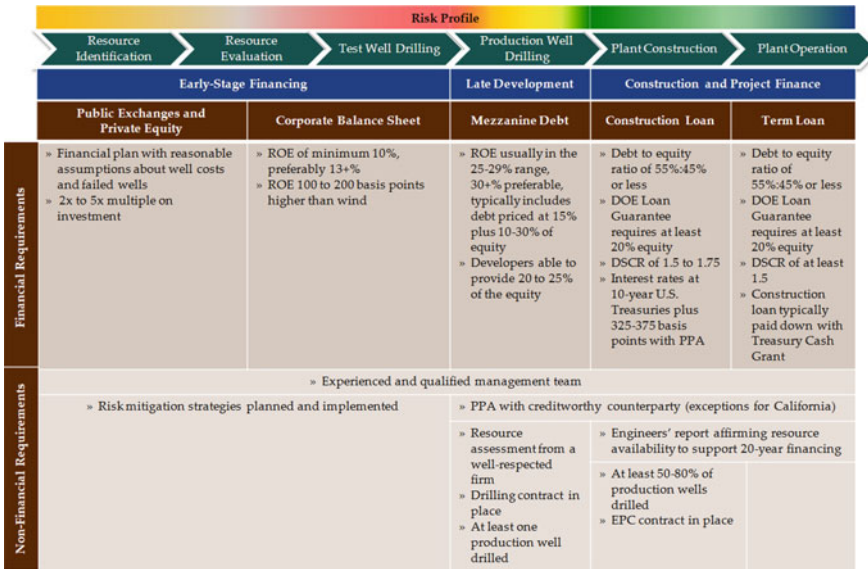 Risk Profile
Resource
Identification
Resource
Evaluation
Test Well Drilling
Production Well
Drilling
Plant Construction
Plant Operation
Early-Stage Financing
Late Development
Construction and Project Finance
Public Exchanges and
Private Equity
Corporate Balance Sheet
Mezzanine Debt
Construction Loan
Term Loan
Financial Requirements
» Financial plan with reasonable
assumptions about well costs
and failed wells
» 2x to 5x multiple on
investment
» ROE of minimum 10%,
preferably 13+%
» ROE 100 to 200 basis points
higher than wind
» ROE usually in the
25-29% range,
30+% preferable,
typically includes
debt priced at 15%
plus 10-30% of
equity
» Developers able to
provide 20 to 25%
of the equity
» Debt to equity
ratio of 55%:45%
or less
» DOE Loan
Guarantee
requires at least
20% equity
» DSCR of 1.5 to 1.75
» Interest rates at
10-year U.S.
Treasuries plus
325-375 basis
points with PPA
» Debt to equity
ratio of
55%:45% or less
» DOE Loan
Guarantee
requires at least
20% equity
» DSCR of at least
1.5
» Construction
loan typically
paid down with
Treasury Cash
Grant
Non-Financial Requirements
» Experienced and qualified management team
» Risk mitigation strategies planned and implemented
» PPA with creditworthy counterparty (exceptions for California)
» Resource
assessment from a
well-respected
firm
» Drilling contract in
place
» At least one
production well
drilled
» Engineers' report affirming resource
availability to support 20-year financing
» At least 50-80% of
production wells
drilled
» EPC contract in place